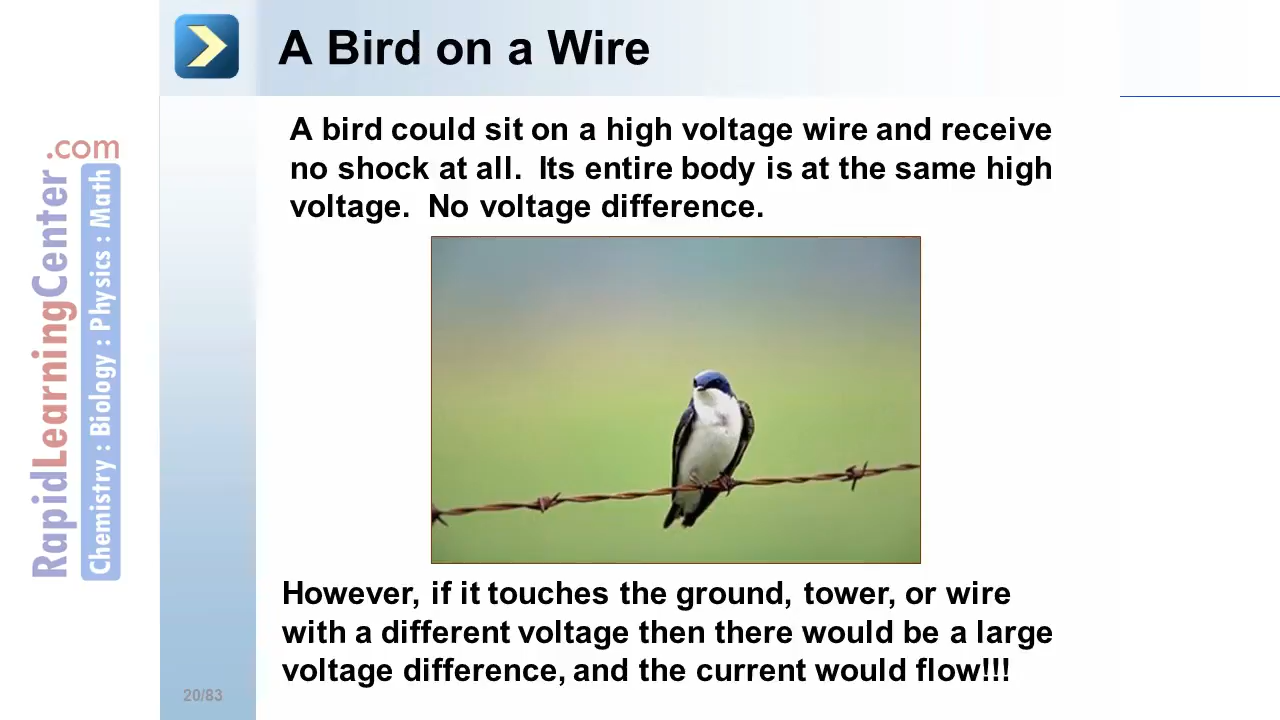 A Bird on a Wire
A bird could sit on a high voltage wire and receive
no shock at all. Its entire body is at the same high
voltage. No voltage difference.
However, if it touches the ground, tower, or wire
with a different voltage then there would be a large
voltage difference, and the current would flow!!!
20/83
RapidLearningCenter.com
Chemistry : Biology : Physics : Math